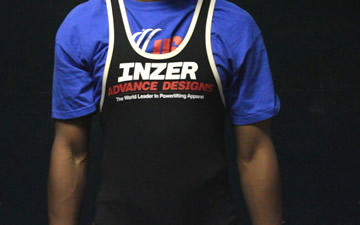 INZER
ADVANCE DESIGNS
The World Leader in Powerlifting Apparel